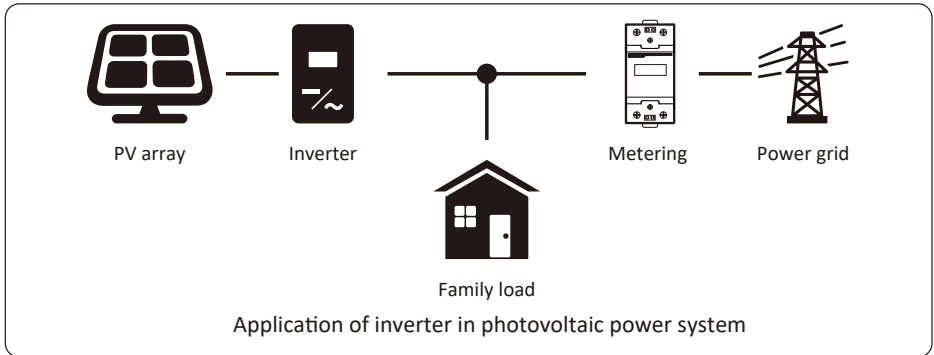 PV array
Inverter
Metering
Power grid
Family load
Application of inverter in photovoltaic power system